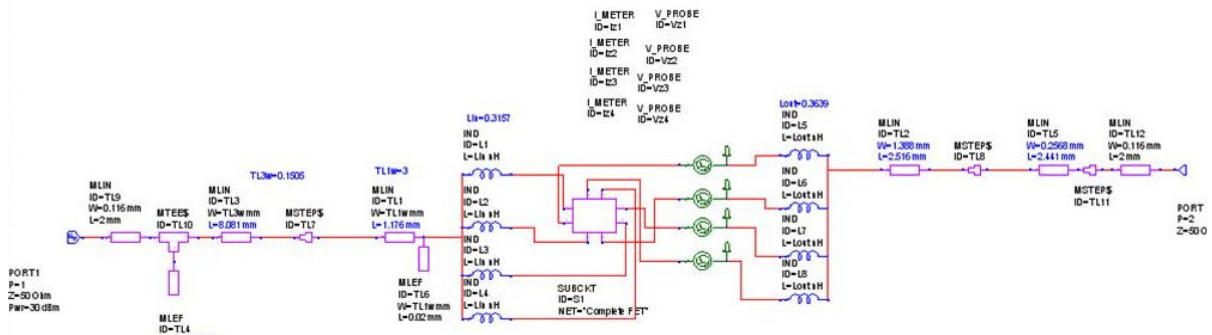 I_METER
ID=Iz1
V_PROBE
ID=Vz1
I_METER
ID=Iz2
V_PROBE
ID=Vz2
I_METER
ID=Iz3
V_PROBE
ID=Vz3
I_METER
ID=Iz4
V_PROBE
ID=Vz4
Lin=0.3157
Lout=0.3639
IND
ID=L1
L=Lin nH
IND
ID=L2
L=Lin nH
IND
ID=L3
L=Lin nH
IND
ID=L4
L=Lin nH
IND
ID=L5
L=Lout nH
IND
ID=L6
L=Lout nH
IND
ID=L7
L=Lout nH
IND
ID=L8
L=Lout nH
MLIN
ID=TL9
W=0.116 mm
L=2 mm
MTEE$
ID=TL10
TL3w=0.1505
MLIN
ID=TL3
W=TL3w mm
L=8.081 mm
MSTEP$
ID=TL7
TL1w=3
MLIN
ID=TL1
W=TL1w mm
L=1.176 mm
MLEF
ID=TL6
W=TL1w mm
L=0.02 mm
SUBCKT
ID=S1
NET="Complete FET"
MLIN
ID=TL2
W=1.388 mm
L=2.516 mm
MSTEP$
ID=TL8
MLIN
ID=TL5
W=0.2568 mm
L=2.441 mm
MLIN
ID=TL12
W=0.116 mm
L=2 mm
MSTEP$
ID=TL11
PORT
P=2
Z=50 O
PORT1
P=1
Z=50 Ohm
Pwr=30 dBm
MLEF
ID=TL4